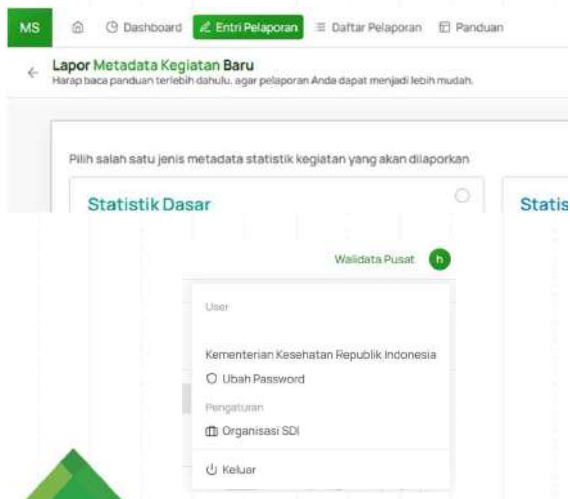 MS Dashboard Entri Pelaporan Daftar Pelaporan Panduan
Lapor Metadata Kegiatan Baru
Harap baca panduan terlebih dahulu, agar pelaporan Anda dapat menjadi lebih mudah.
Pilih salah satu jenis metadata statistik kegiatan yang akan dilaporkan
Statistik Dasar
Statis
Walidata Pusat h
User
Kementerian Kesehatan Republik Indonesia
Ubah Password
Pengaturan
Organisasi SDI
Keluar